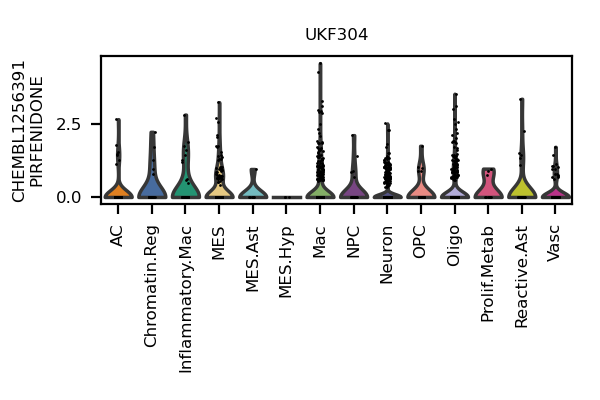 UKF304
CHEMBL1256391
PIRFENIDONE
2.5
0.0
AC
Chromatin.Reg
Inflammatory.Mac
MES
MES.Ast
MES.Hyp
Mac
NPC
Neuron
OPC
Oligo
Prolif.Metab
Reactive.Ast
Vasc